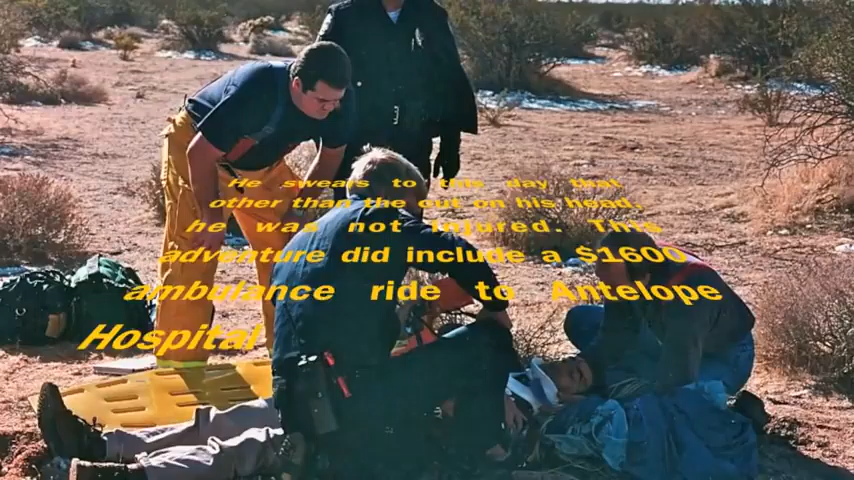 He swears to this day that
other than the cut on his head,
he was not injured. This
adventure did include a $1600
ambulance ride to Antelope
Hospital